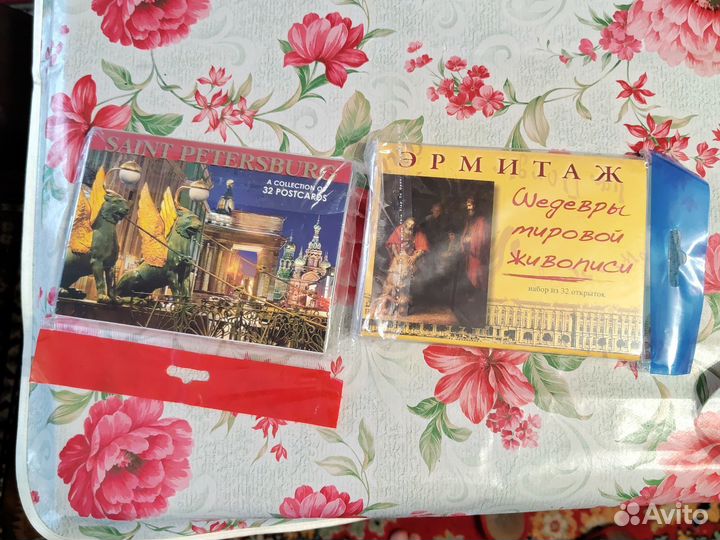 SAINT PETERSBURG
A COLLECTION OF
32 POSTCARDS
ЭРМИТАЖ
Шедевры
мировой
живописи
набор из 32 открыток
Avito